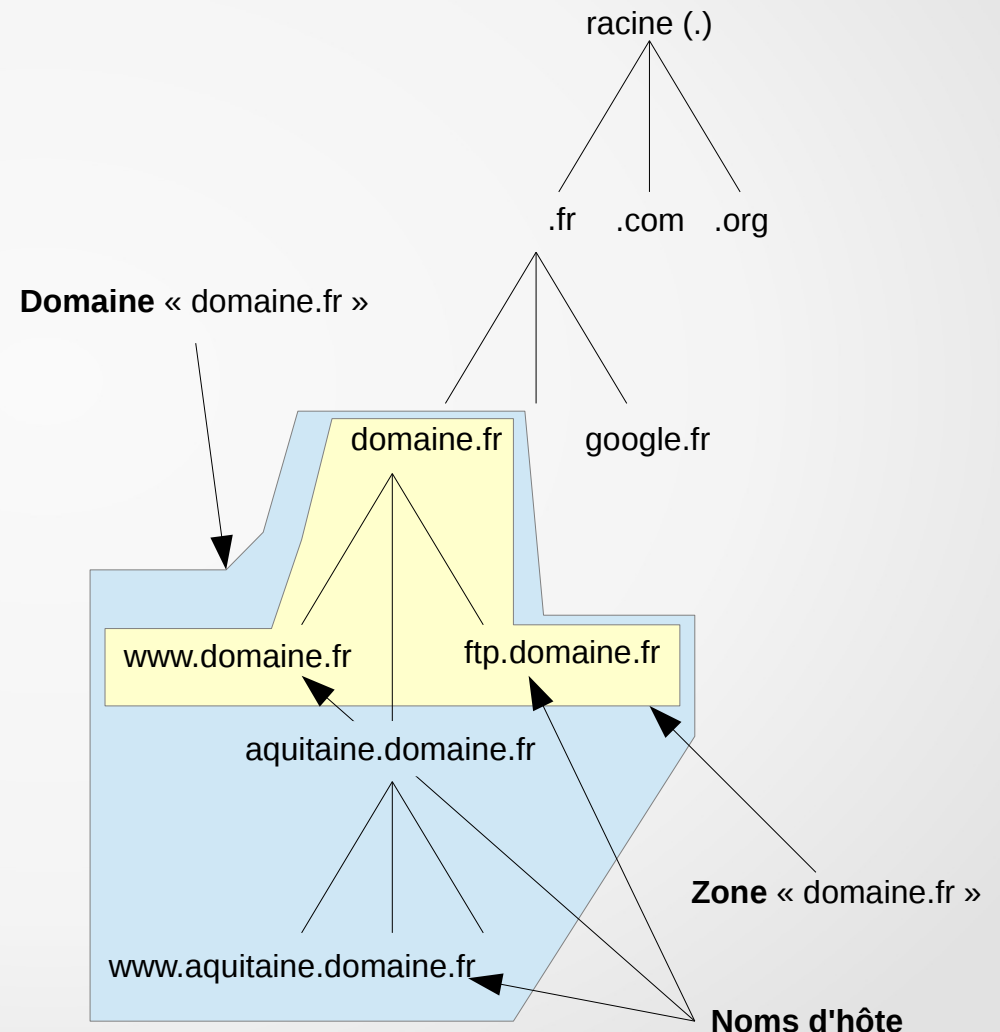 racine (.)
.fr .com .org
Domaine « domaine.fr »
domaine.fr google.fr
www.domaine.fr ftp.domaine.fr
aquitaine.domaine.fr
Zone « domaine.fr »
www.aquitaine.domaine.fr
Noms d'hôte